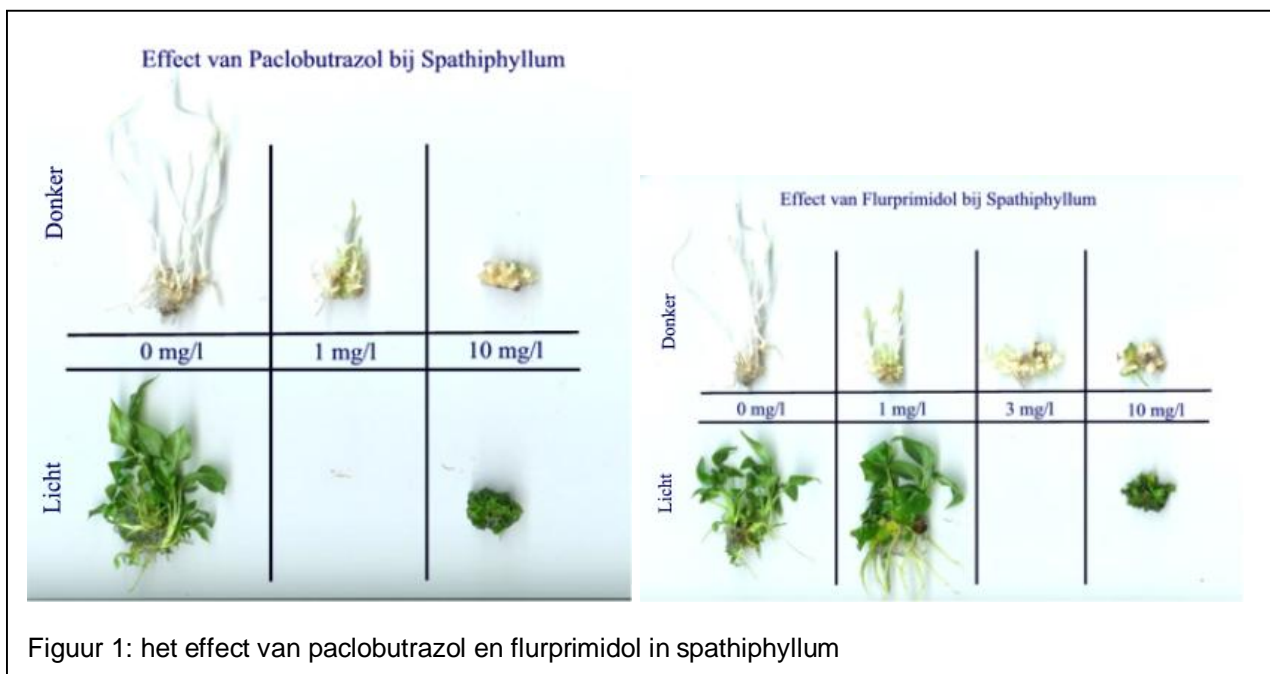 Effect van Paclobutrazol bij Spathiphyllum
Donker
0 mg/l 1 mg/l 10 mg/l
Licht
Effect van Flurprimidol bij Spathiphyllum
Donker
0 mg/l 1 mg/l 3 mg/l 10 mg/l
Licht
Figuur 1: het effect van paclobutrazol en flurprimidol in spathiphyllum